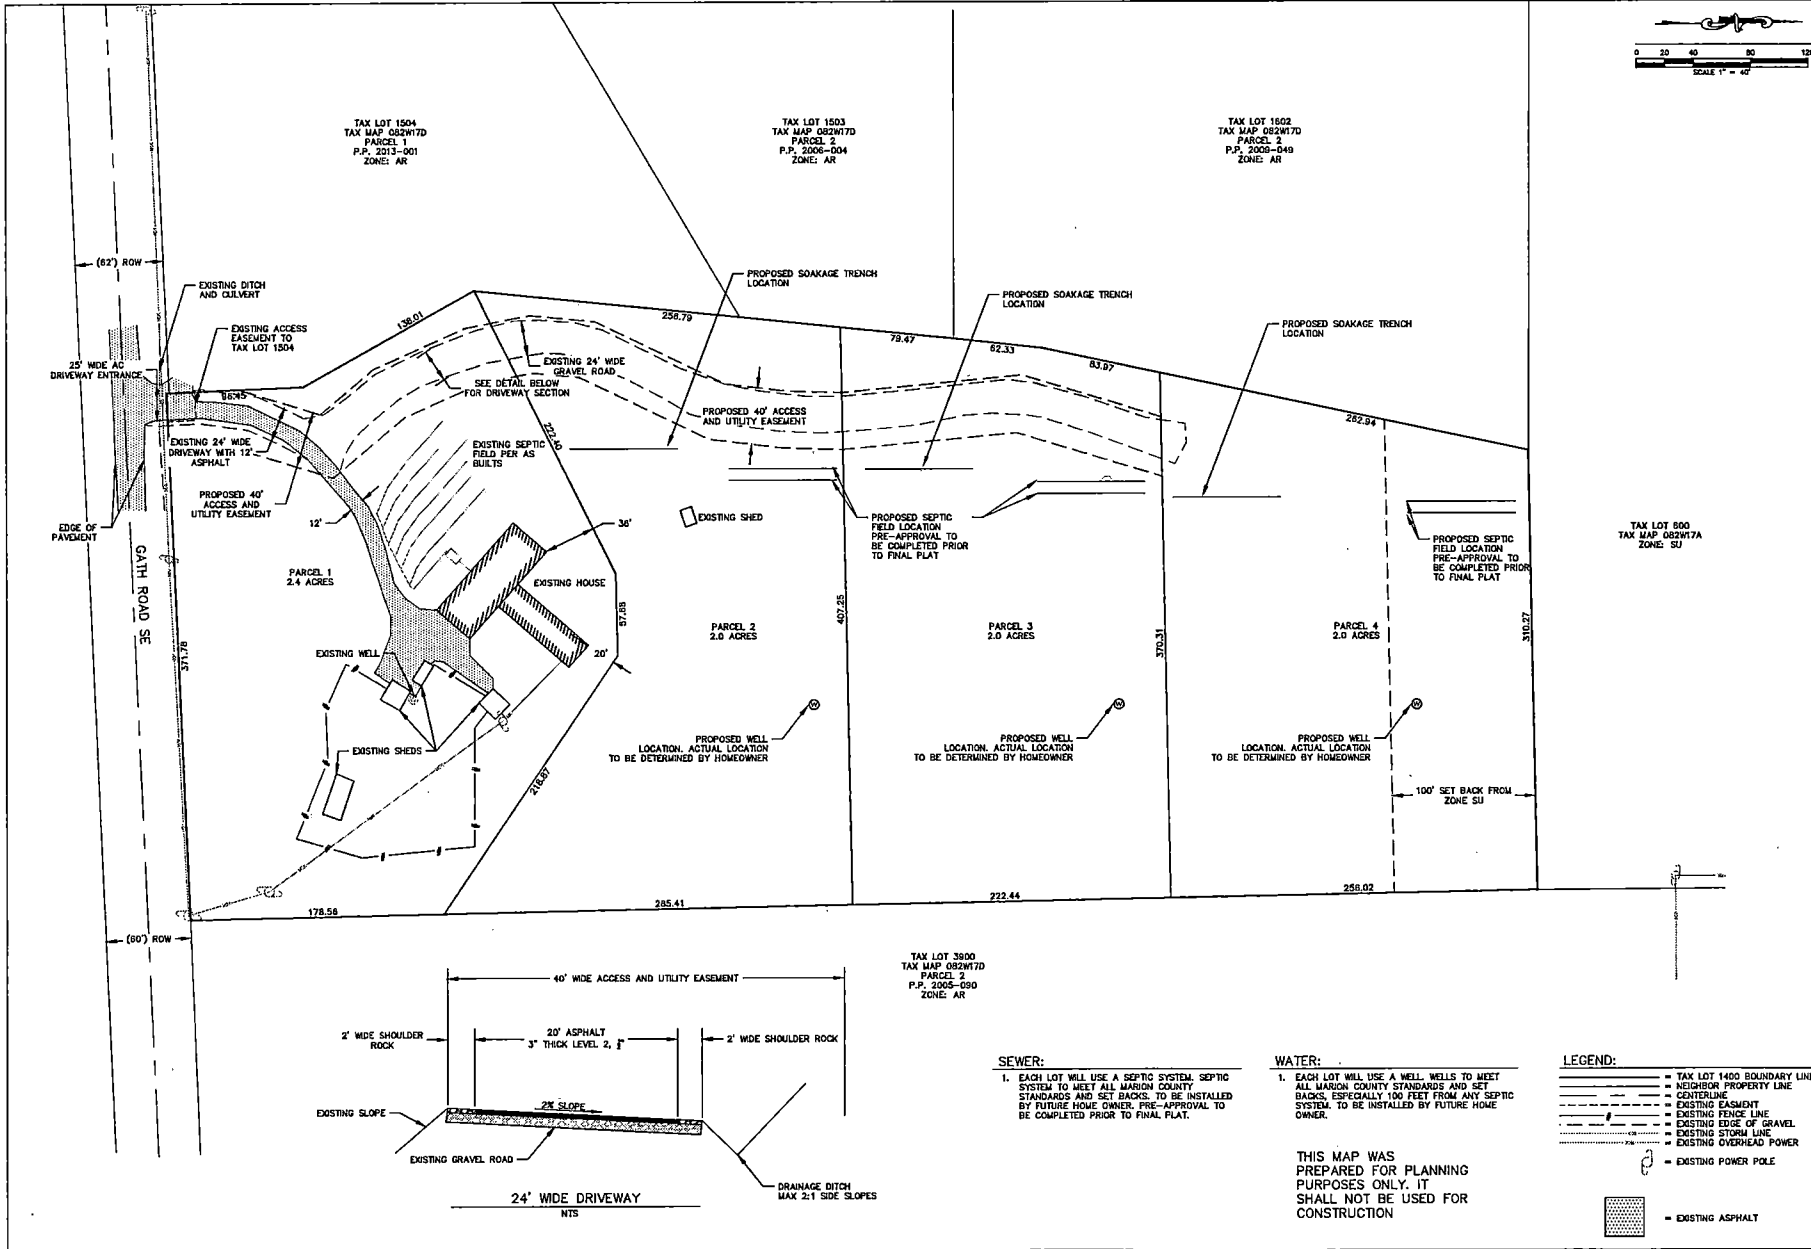 0 20 40 80 120
SCALE 1" = 40'
TAX LOT 1504
TAX MAP 082W17D
PARCEL 1
P.P. 2013-001
ZONE: AR
TAX LOT 1503
TAX MAP 082W17D
PARCEL 2
P.P. 2006-004
ZONE: AR
TAX LOT 1602
TAX MAP 082W17D
PARCEL 2
P.P. 2009-049
ZONE: AR
(62') ROW
EXISTING DITCH
AND CULVERT
EXISTING ACCESS
EASEMENT TO
TAX LOT 1504
25' WIDE AC
DRIVEWAY ENTRANCE
138.01
258.79
79.47
62.33
83.97
262.94
PROPOSED SOAKAGE TRENCH
LOCATION
PROPOSED SOAKAGE TRENCH
LOCATION
PROPOSED SOAKAGE TRENCH
LOCATION
EXISTING 24' WIDE
GRAVEL ROAD
SEE DETAIL BELOW
FOR DRIVEWAY SECTION
PROPOSED 40' ACCESS
AND UTILITY EASEMENT
EXISTING 24' WIDE
DRIVEWAY WITH 12'
ASPHALT
EXISTING SEPTIC
FIELD PER AS
BUILTS
222.40
PROPOSED 40'
ACCESS AND
UTILITY EASEMENT
12'
EDGE OF
PAVEMENT
GATH ROAD SE
371.78
36'
EXISTING SHED
PROPOSED SEPTIC
FIELD LOCATION
PRE-APPROVAL TO
BE COMPLETED PRIOR
TO FINAL PLAT
PROPOSED SEPTIC
FIELD LOCATION
PRE-APPROVAL TO
BE COMPLETED PRIOR
TO FINAL PLAT
TAX LOT 600
TAX MAP 082W17A
ZONE: SU
PARCEL 1
2.4 ACRES
EXISTING HOUSE
57.88
407.25
370.31
310.27
PARCEL 2
2.0 ACRES
PARCEL 3
2.0 ACRES
PARCEL 4
2.0 ACRES
EXISTING WELL
20'
W
W
W
EXISTING SHEDS
218.87
PROPOSED WELL
LOCATION. ACTUAL LOCATION
TO BE DETERMINED BY HOMEOWNER
PROPOSED WELL
LOCATION. ACTUAL LOCATION
TO BE DETERMINED BY HOMEOWNER
PROPOSED WELL
LOCATION. ACTUAL LOCATION
TO BE DETERMINED BY HOMEOWNER
100' SET BACK FROM
ZONE SU
178.56
285.41
222.44
258.02
(60') ROW
TAX LOT 3900
TAX MAP 082W17D
PARCEL 2
P.P. 2005-090
ZONE: AR
40' WIDE ACCESS AND UTILITY EASEMENT
2' WIDE SHOULDER
ROCK
20' ASPHALT
3" THICK LEVEL 2,
2' WIDE SHOULDER ROCK
2% SLOPE
EXISTING SLOPE
EXISTING GRAVEL ROAD
DRAINAGE DITCH
MAX 2:1 SIDE SLOPES
24' WIDE DRIVEWAY
NTS
SEWER:
1. EACH LOT WILL USE A SEPTIC SYSTEM. SEPTIC
SYSTEM TO MEET ALL MARION COUNTY
STANDARDS AND SET BACKS. TO BE INSTALLED
BY FUTURE HOME OWNER. PRE-APPROVAL TO
BE COMPLETED PRIOR TO FINAL PLAT.
WATER:
1. EACH LOT WILL USE A WELL. WELLS TO MEET
ALL MARION COUNTY STANDARDS AND SET
BACKS, ESPECIALLY 100 FEET FROM ANY SEPTIC
SYSTEM. TO BE INSTALLED BY FUTURE HOME
OWNER.
THIS MAP WAS
PREPARED FOR PLANNING
PURPOSES ONLY. IT
SHALL NOT BE USED FOR
CONSTRUCTION
LEGEND:
= TAX LOT 1400 BOUNDARY LINE
= NEIGHBOR PROPERTY LINE
= CENTERLINE
= EXISTING EASMENT
= EXISTING FENCE LINE
= EXISTING EDGE OF GRAVEL
= EXISTING STORM LINE
= EXISTING OVERHEAD POWER
= EXISTING POWER POLE
= EXISTING ASPHALT